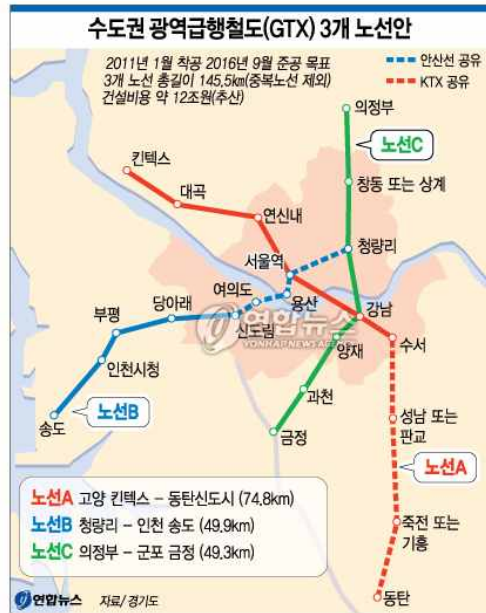 수도권 광역급행철도(GTX) 3개 노선안
2011년 1월 착공 2016년 9월 준공 목표
3개 노선 총길이 145.5km(중복노선 제외)
건설비용 약 12조원(추산)
안산선 공유
KTX 공유
의정부
노선C
킨텍스
대곡
창동 또는 상계
연신내
청량리
서울역
여의도
용산
당아래
부평
신도림
강남
연합뉴스
YONHAP NEWS AGENCY
양재
수서
인천시청
과천
송도
노선B
금정
성남 또는
판교
노선A
노선A 고양 킨텍스 – 동탄신도시 (74.8km)
노선B 청량리 – 인천 송도 (49.9km)
노선C 의정부 – 군포 금정 (49.3km)
죽전 또는
기흥
동탄
연합뉴스 자료/경기도